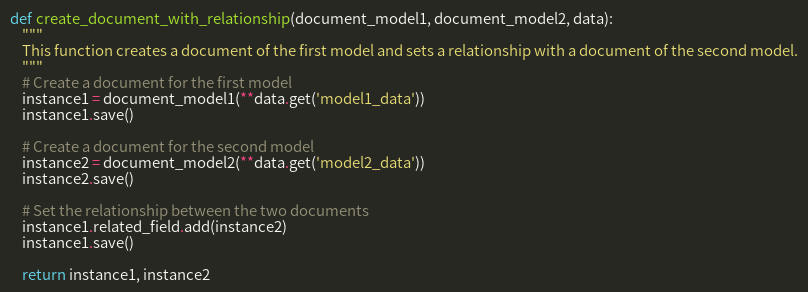 def create_document_with_relationship(document_model1, document_model2, data):
    """
    This function creates a document of the first model and sets a relationship with a document of the second model.
    """
    # Create a document for the first model
    instance1 = document_model1(**data.get('model1_data'))
    instance1.save()

    # Create a document for the second model
    instance2 = document_model2(**data.get('model2_data'))
    instance2.save()

    # Set the relationship between the two documents
    instance1.related_field.add(instance2)
    instance1.save()

    return instance1, instance2